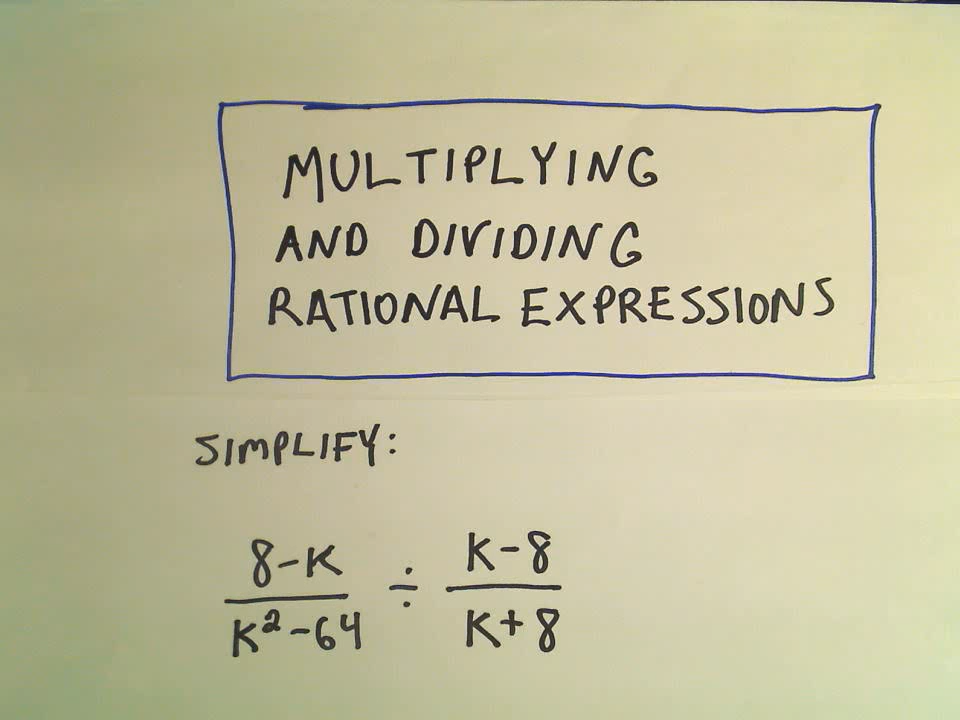 MULTIPLYING
AND DIVIDING
RATIONAL EXPRESSIONS
SIMPLIFY:
8-K / K²-64 ÷ K-8 / K+8